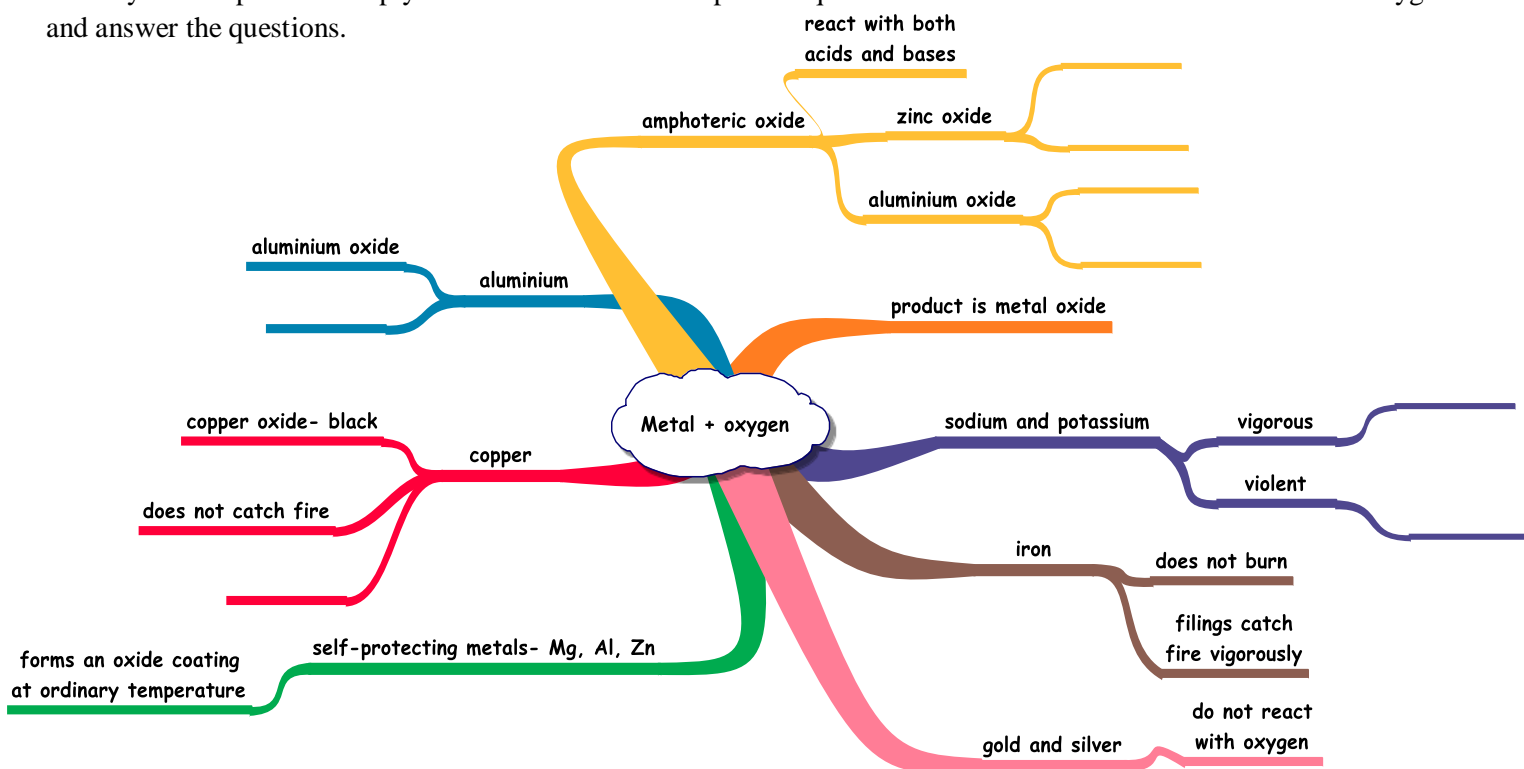 and answer the questions.
react with both
acids and bases
amphoteric oxide
zinc oxide
aluminium oxide
aluminium oxide
aluminium
product is metal oxide
Metal + oxygen
copper oxide- black
copper
does not catch fire
sodium and potassium
vigorous
violent
iron
does not burn
filings catch
fire vigorously
self-protecting metals- Mg, Al, Zn
forms an oxide coating
at ordinary temperature
gold and silver
do not react
with oxygen